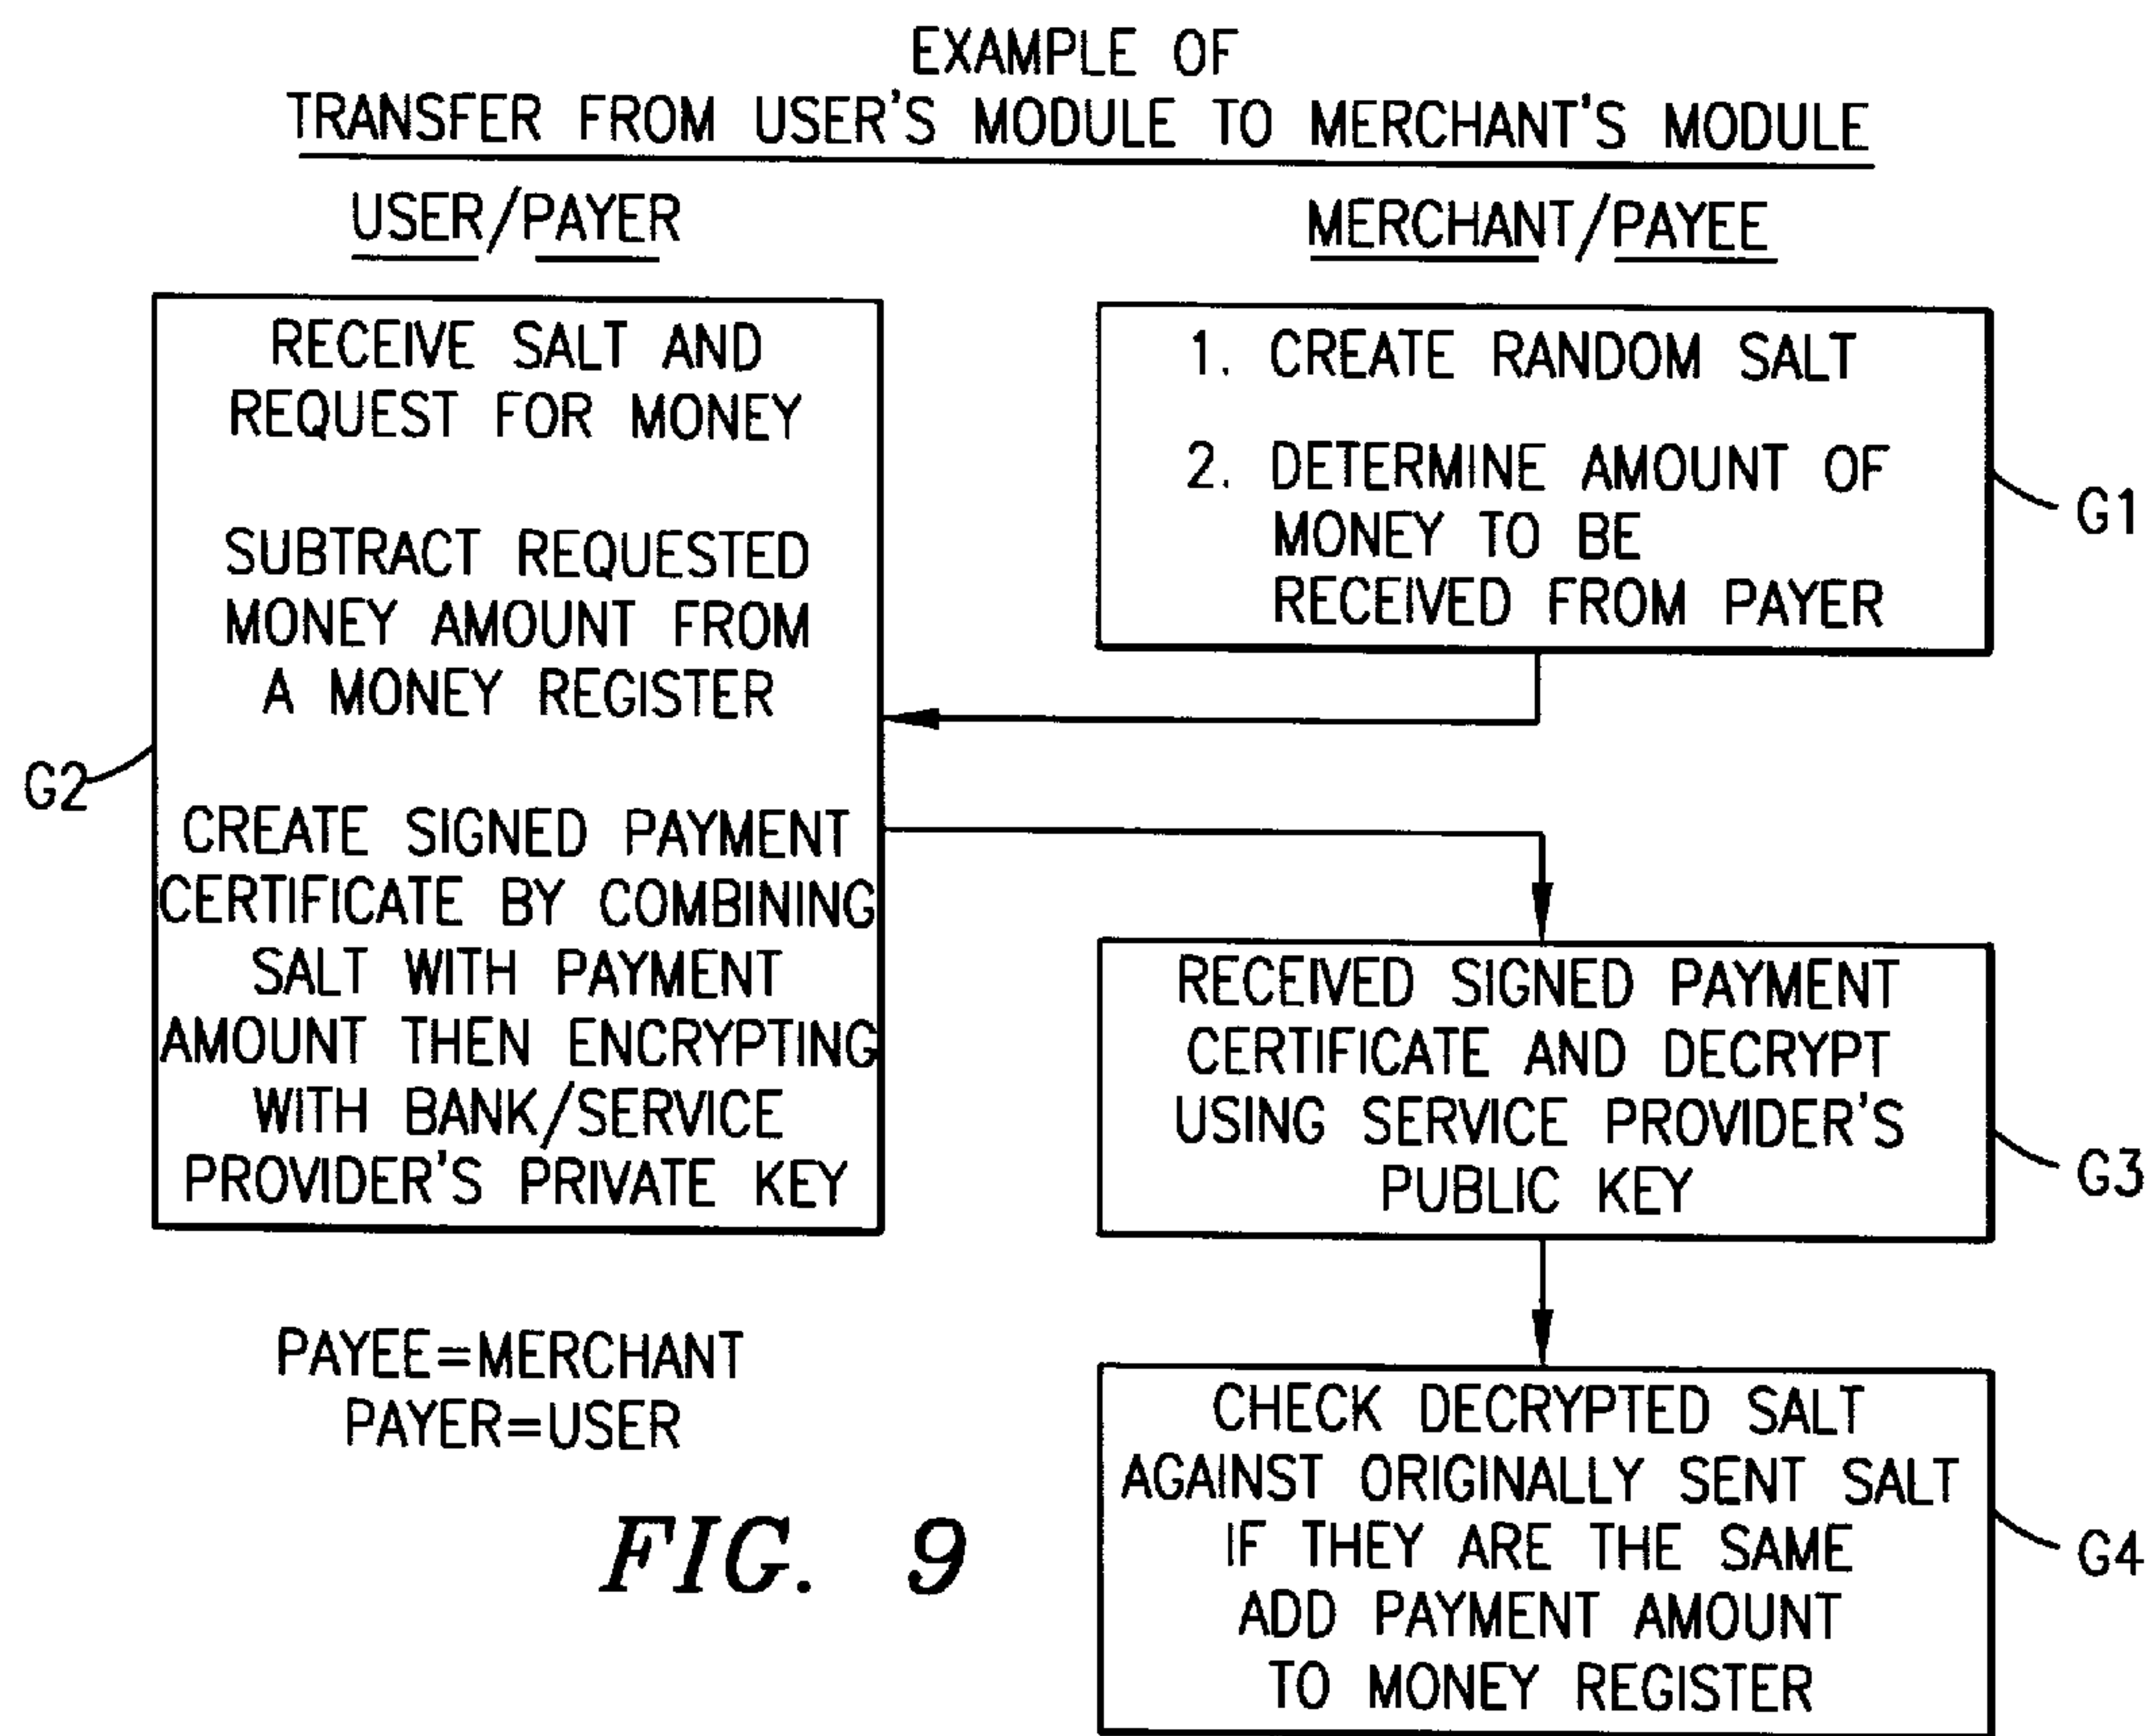 EXAMPLE OF
TRANSFER FROM USER'S MODULE TO MERCHANT'S MODULE
USER/PAYER
RECEIVE SALT AND
REQUEST FOR MONEY
SUBTRACT REQUESTED
MONEY AMOUNT FROM
A MONEY REGISTER
CREATE SIGNED PAYMENT
CERTIFICATE BY COMBINING
SALT WITH PAYMENT
AMOUNT THEN ENCRYPTING
WITH BANK/SERVICE
PROVIDER'S PRIVATE KEY
G2
MERCHANT/PAYEE
1. CREATE RANDOM SALT
2. DETERMINE AMOUNT OF
MONEY TO BE
RECEIVED FROM PAYER
G1
RECEIVED SIGNED PAYMENT
CERTIFICATE AND DECRYPT
USING SERVICE PROVIDER'S
PUBLIC KEY
G3
CHECK DECRYPTED SALT
AGAINST ORIGINALLY SENT SALT
IF THEY ARE THE SAME
ADD PAYMENT AMOUNT
TO MONEY REGISTER
G4
PAYEE=MERCHANT
PAYER=USER
FIG. 9